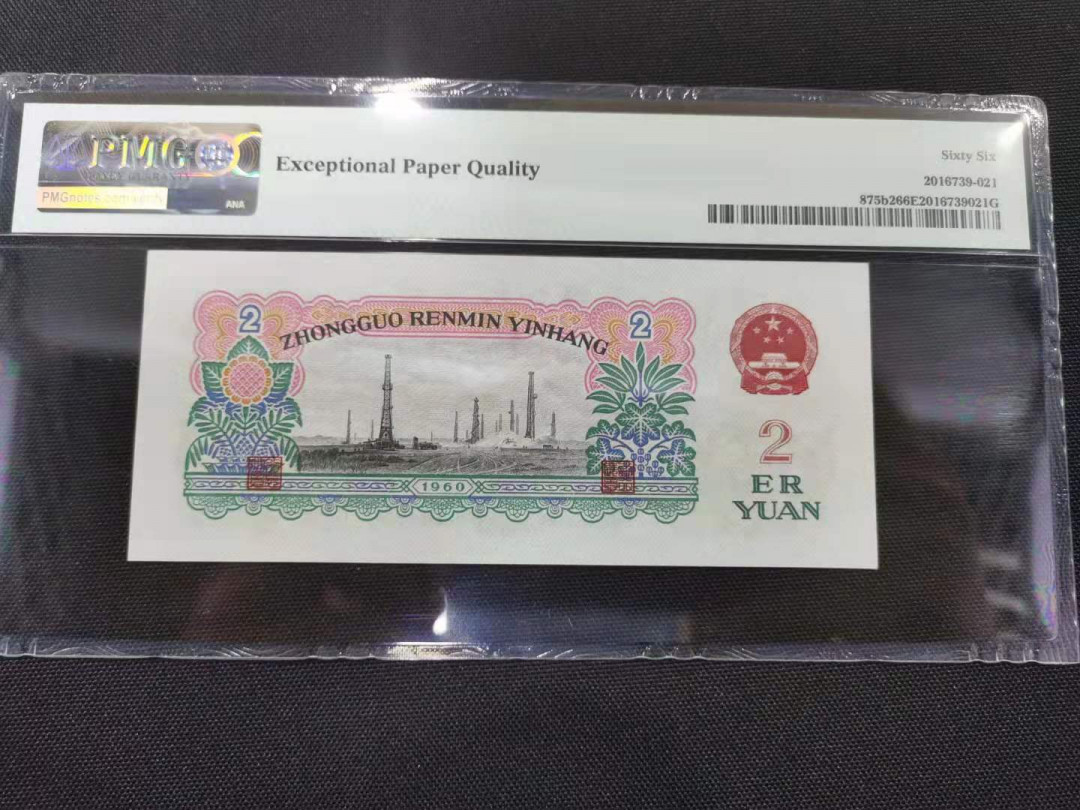 PMG
PMGnotes.com
ANA
Exceptional Paper Quality
Sixty Six
2016739-021
875b266E2016739021G
2
ZHONGGUO RENMIN YINHANG
2
1960
2
ER
YUAN